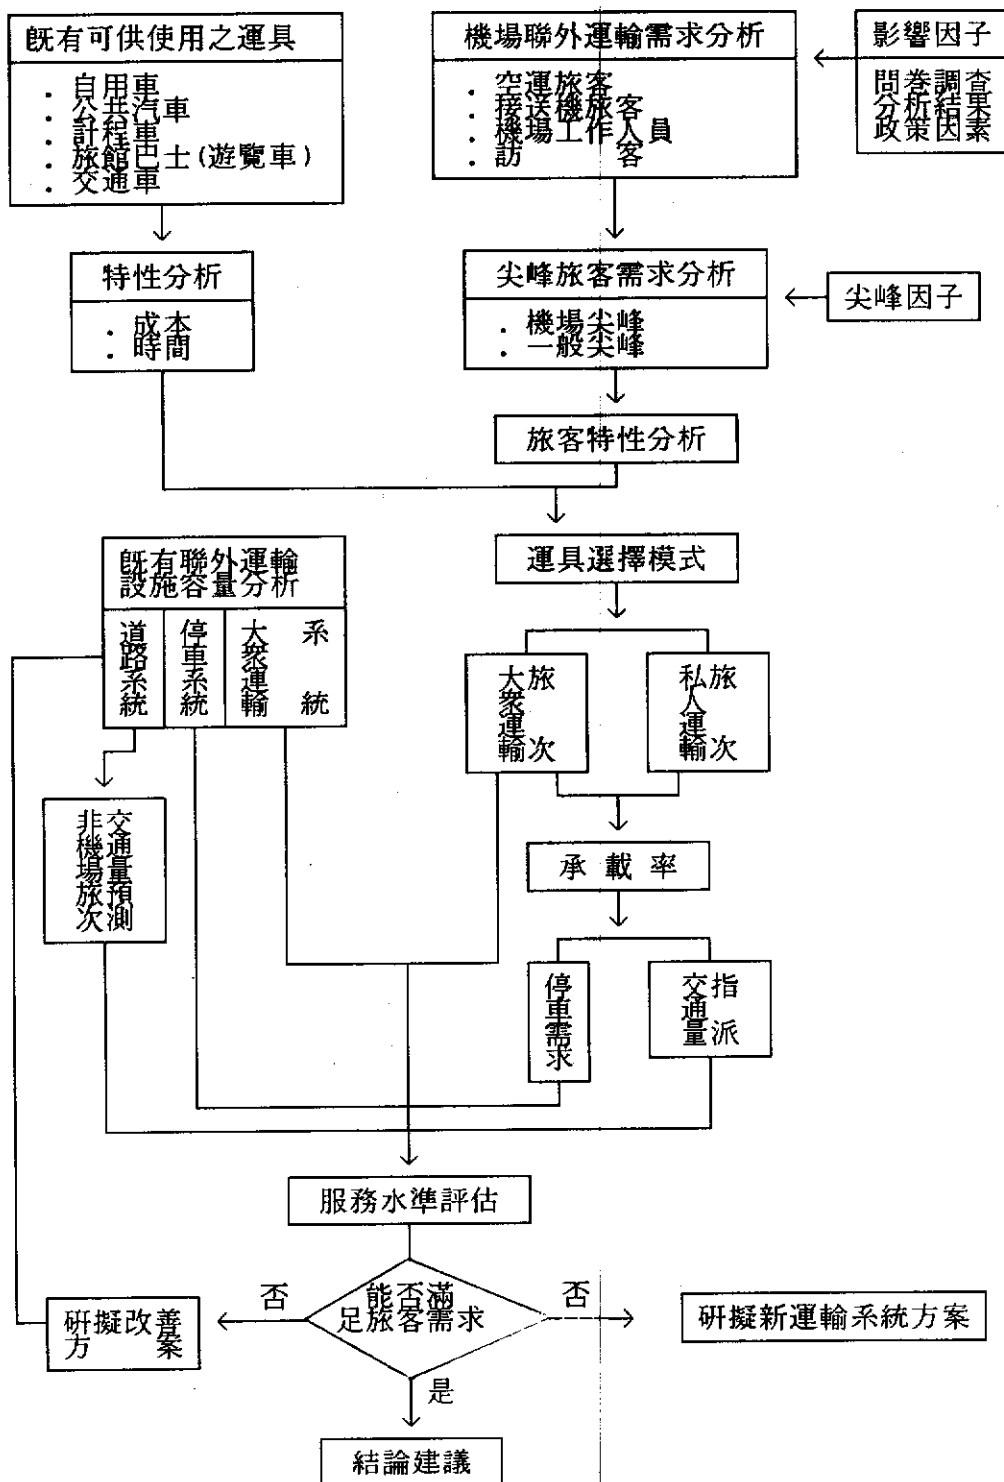 既有可供使用之運具
．自用車
．公共汽車
．計程車
．旅館巴士(遊覽車)
．交通車
機場聯外運輸需求分析
．空運旅客
．接送機旅客
．機場工作人員
．訪客
影響因子
問卷調查
分析結果
政策因素
特性分析
．成本
．時間
尖峰旅客需求分析
．機場尖峰
．一般尖峰
尖峰因子
旅客特性分析
運具選擇模式
既有聯外運輸
設施容量分析
道路系統
停車系統
大眾運輸
系統
大眾運輸
旅次
私人運輸
旅次
非機場旅次
交通量預測
承載率
停車需求
交通量
指派
服務水準評估
能否滿
足旅客需求
否
否
是
研擬改善
方案
研擬新運輸系統方案
結論建議